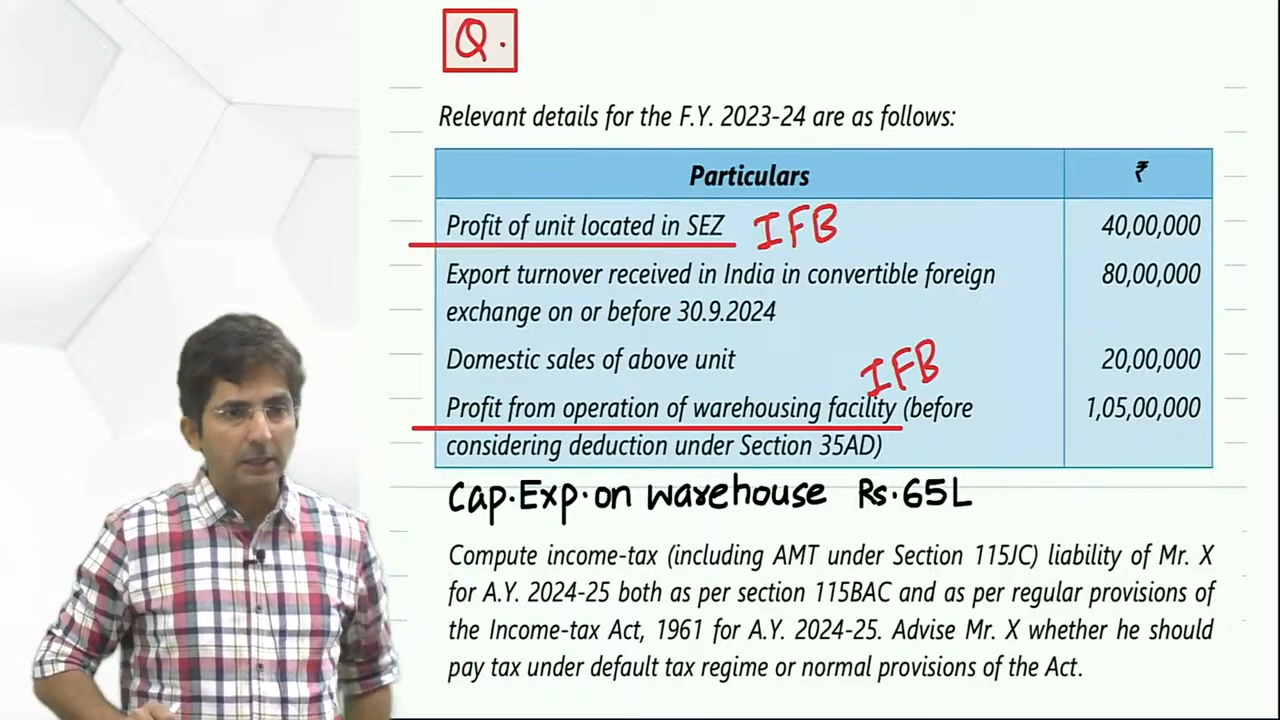 Q.
Relevant details for the F.Y. 2023-24 are as follows:
Particulars ₹
Profit of unit located in SEZ IFB 40,00,000
Export turnover received in India in convertible foreign 80,00,000
exchange on or before 30.9.2024
Domestic sales of above unit 20,00,000
IFB
Profit from operation of warehousing facility (before 1,05,00,000
considering deduction under Section 35AD)
Cap.Exp.on warehouse Rs.65L
Compute income-tax (including AMT under Section 115JC) liability of Mr. X
for A.Y. 2024-25 both as per section 115BAC and as per regular provisions of
the Income-tax Act, 1961 for A.Y. 2024-25. Advise Mr. X whether he should
pay tax under default tax regime or normal provisions of the Act.